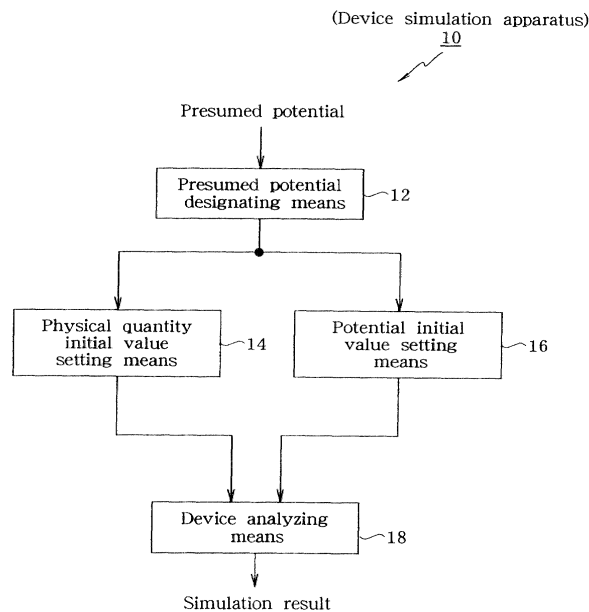 (Device simulation apparatus)
10
Presumed potential
Presumed potential
designating means
12
Physical quantity
initial value
setting means
14
Potential initial
value setting
means
16
Device analyzing
means
18
Simulation result